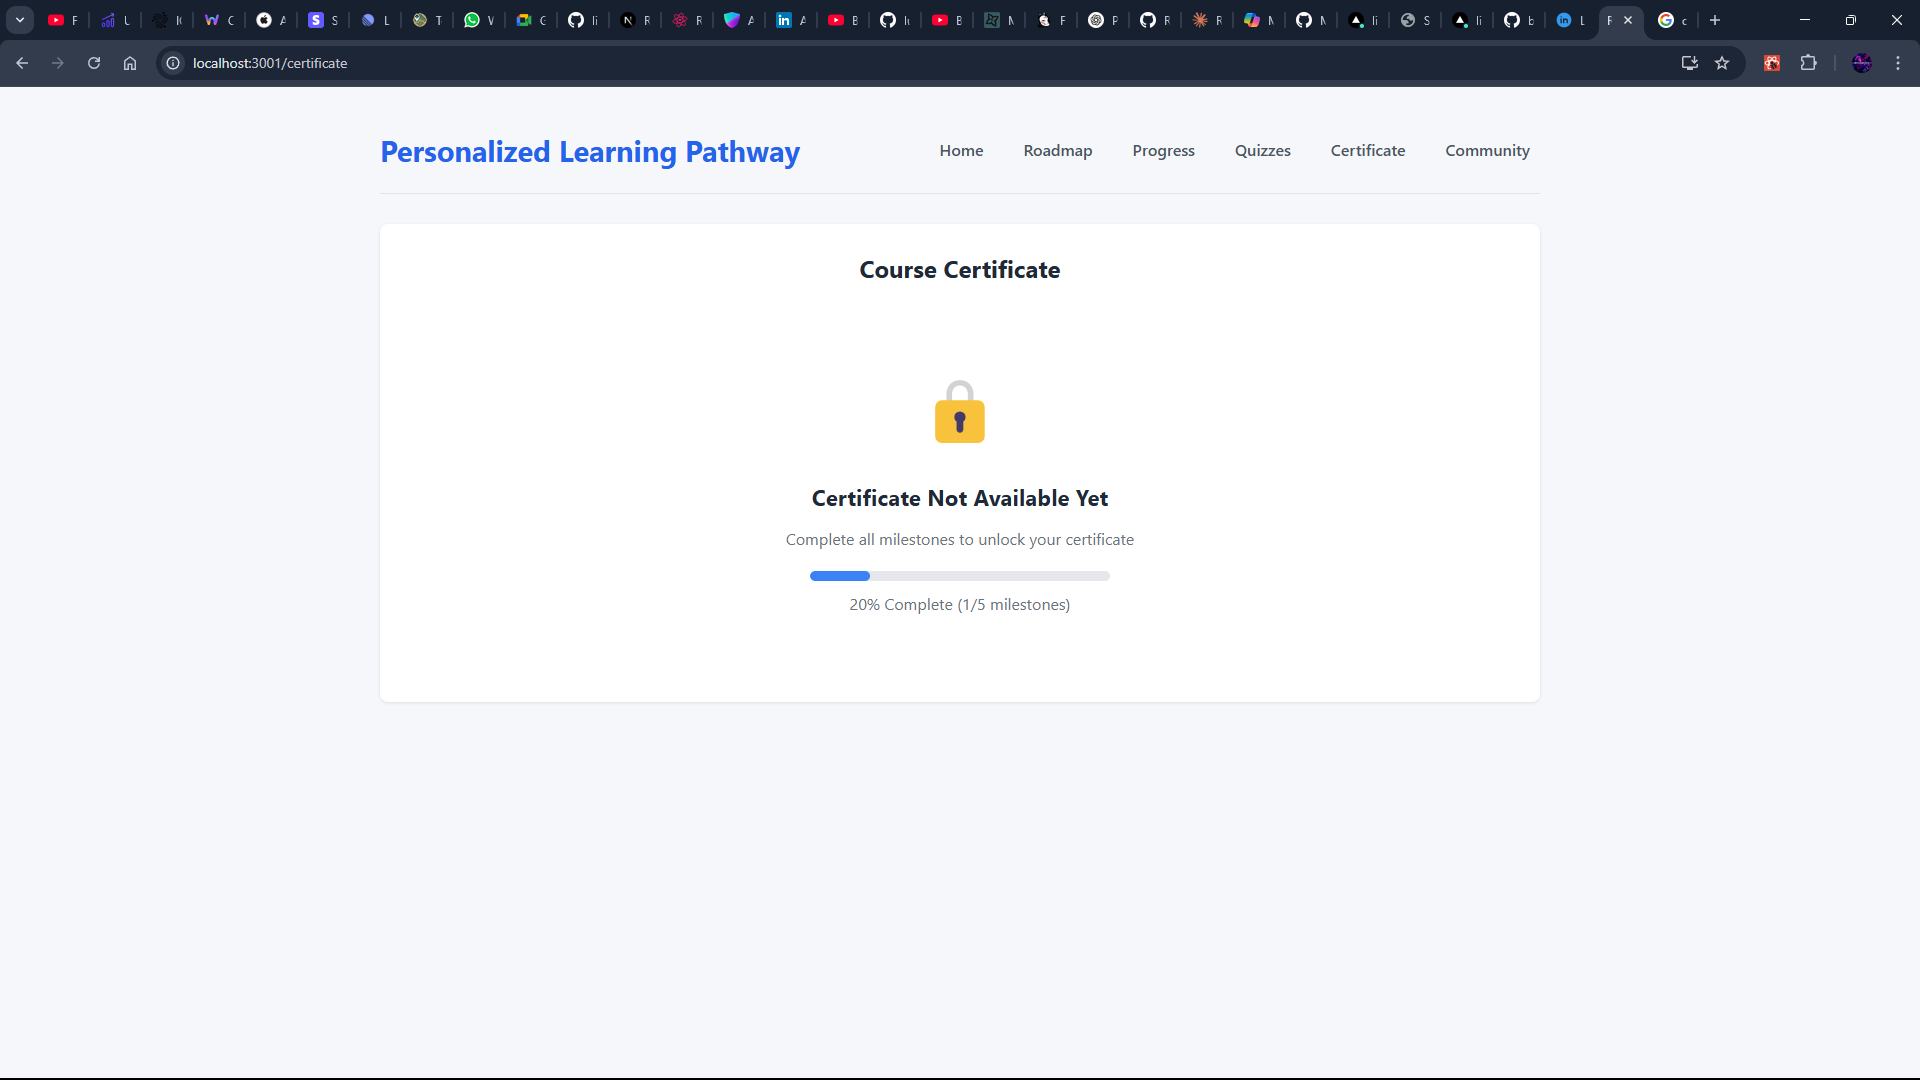 localhost:3001/certificate
Personalized Learning Pathway
Home
Roadmap
Progress
Quizzes
Certificate
Community
Course Certificate
Certificate Not Available Yet
Complete all milestones to unlock your certificate
20% Complete (1/5 milestones)